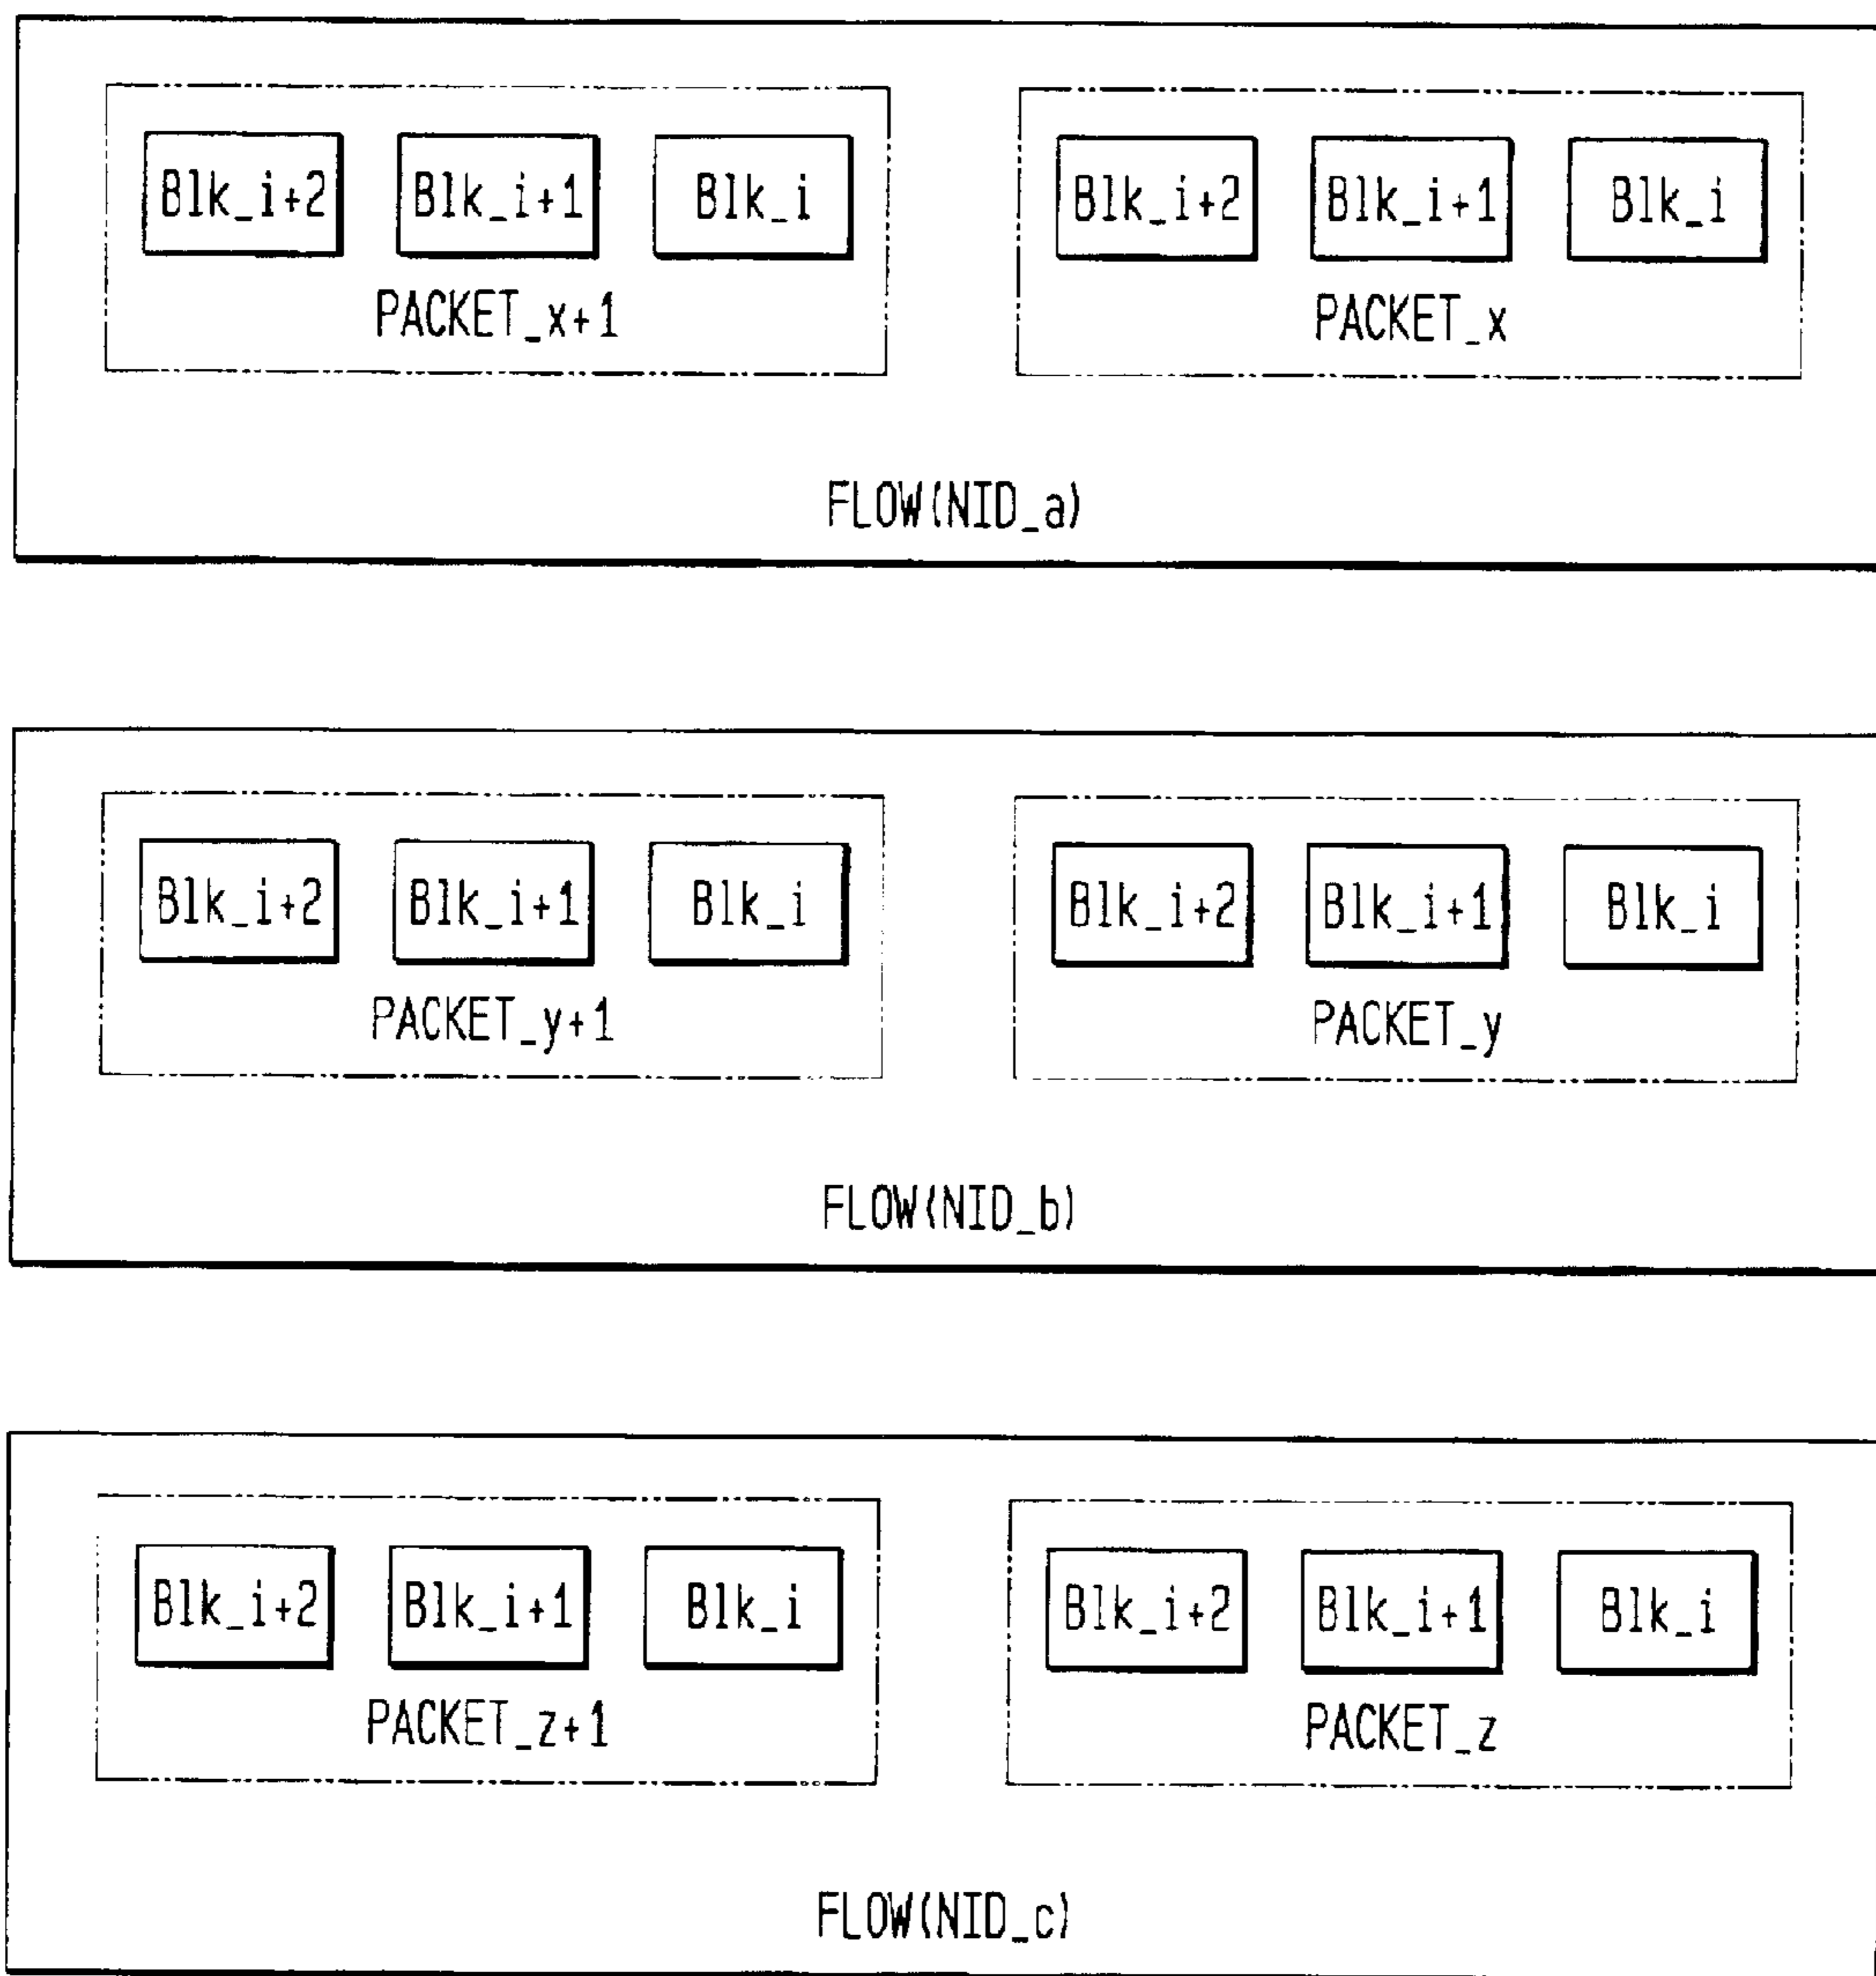 Blk_i+2 Blk_i+1 Blk_i Blk_i+2 Blk_i+1 Blk_i
PACKET_x+1 PACKET_x
FLOW(NID_a)
Blk_i+2 Blk_i+1 Blk_i Blk_i+2 Blk_i+1 Blk_i
PACKET_y+1 PACKET_y
FLOW(NID_b)
Blk_i+2 Blk_i+1 Blk_i Blk_i+2 Blk_i+1 Blk_i
PACKET_z+1 PACKET_z
FLOW(NID_c)